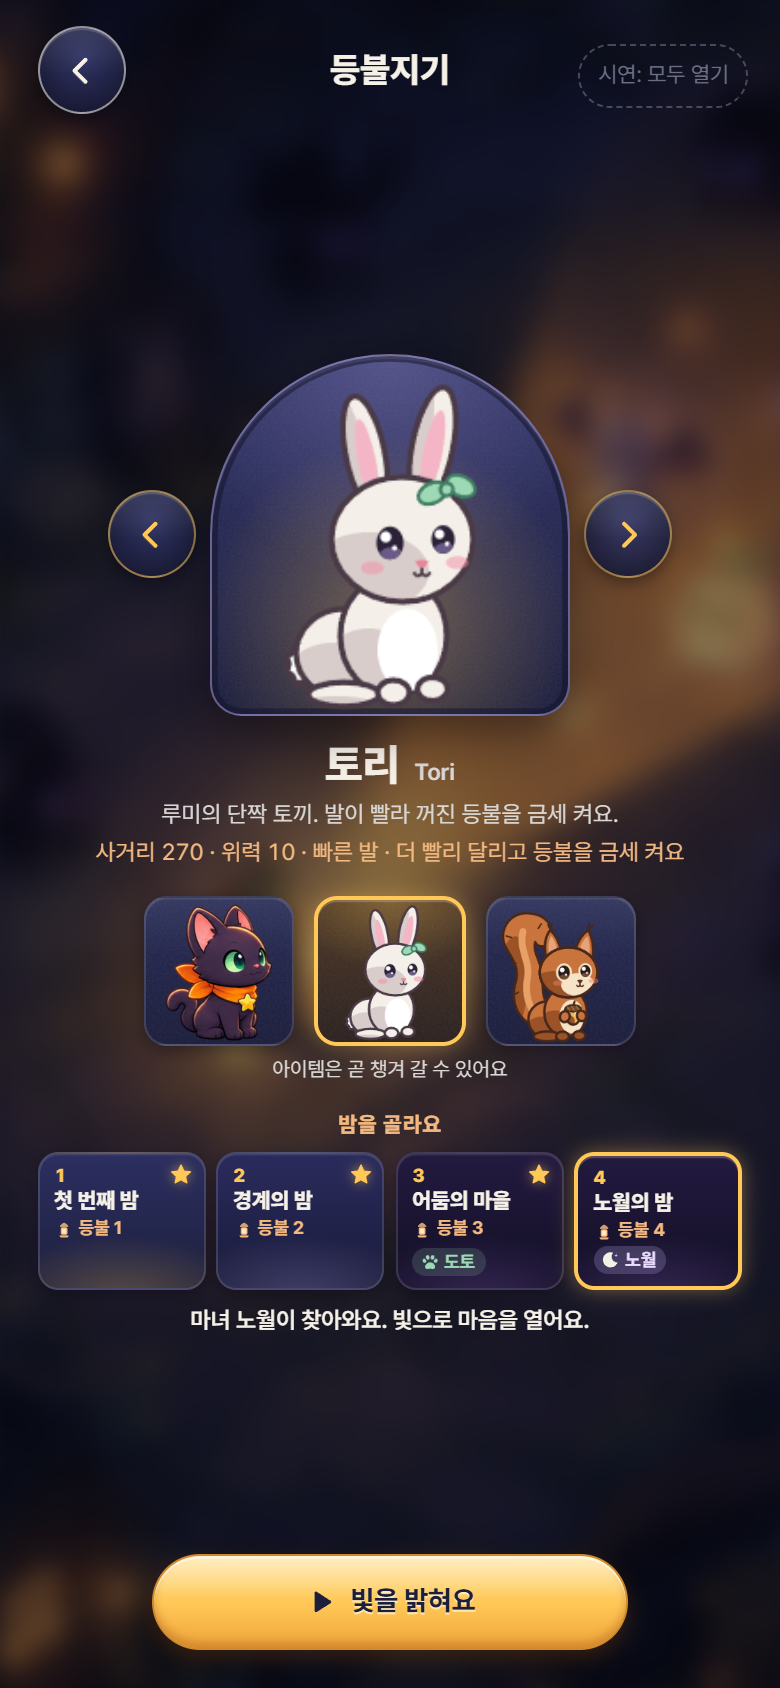 등불지기
시연: 모두 열기
토리 Tori
루미의 단짝 토끼. 발이 빨라 꺼진 등불을 금세 켜요.
사거리 270 · 위력 10 · 빠른 발 · 더 빨리 달리고 등불을 금세 켜요
아이템은 곧 챙겨 갈 수 있어요
밤을 골라요
1
첫 번째 밤
등불 1
2
경계의 밤
등불 2
3
어둠의 마을
등불 3
도토
4
노월의 밤
등불 4
노월
마녀 노월이 찾아와요. 빛으로 마음을 열어요.
빛을 밝혀요